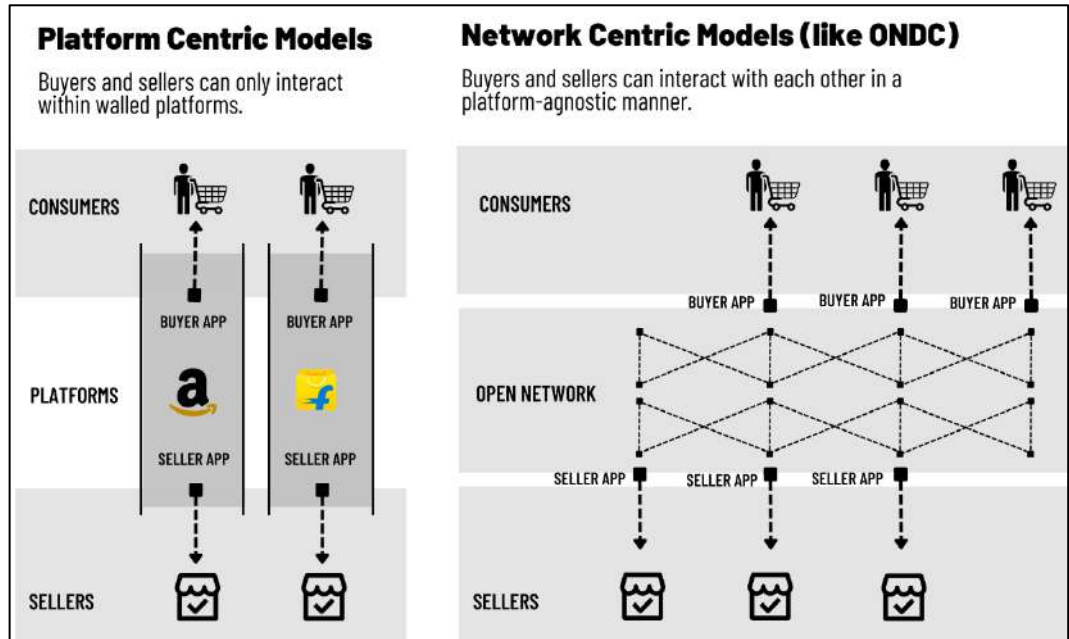 Platform Centric Models
Buyers and sellers can only interact
within walled platforms.
CONSUMERS
BUYER APP
BUYER APP
PLATFORMS
a
SELLER APP
SELLER APP
SELLERS
Network Centric Models (like ONDC)
Buyers and sellers can interact with each other in a
platform-agnostic manner.
CONSUMERS
BUYER APP
BUYER APP
BUYER APP
OPEN NETWORK
SELLER APP
SELLER APP
SELLER APP
SELLERS